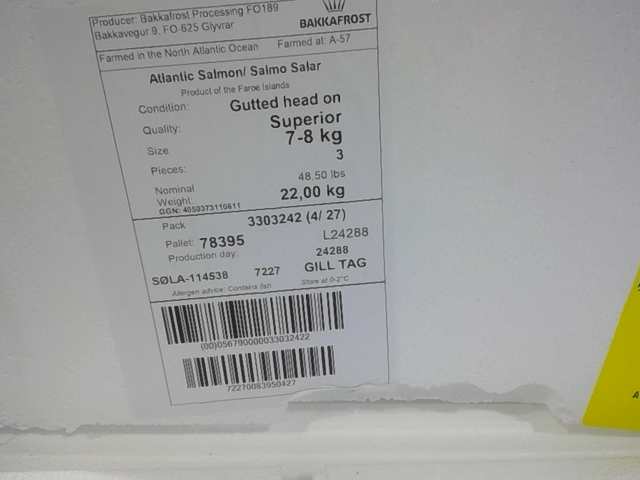 Producer: Bakkafrost Processing FO189
Bakkavegur 9, FO-625 Glyvrar
BAKKAFROST
Farmed in the North Atlantic Ocean Farmed at: A-57
Atlantic Salmon/ Salmo Salar
Product of the Faroe Islands
Condition: Gutted head on
Quality: Superior
Size 7-8 kg
Pieces: 3
Nominal 48.50 lbs
Weight: 22,00 kg
GGN: 4050373110611
Pack 3303242 (4/ 27)
Pallet: 78395 L24288
Production day: 24288
SØLA-114538 7227 GILL TAG
Allergen advice: Contains fish Store at 0-2°C
(00)056790000033032422
72270083950427